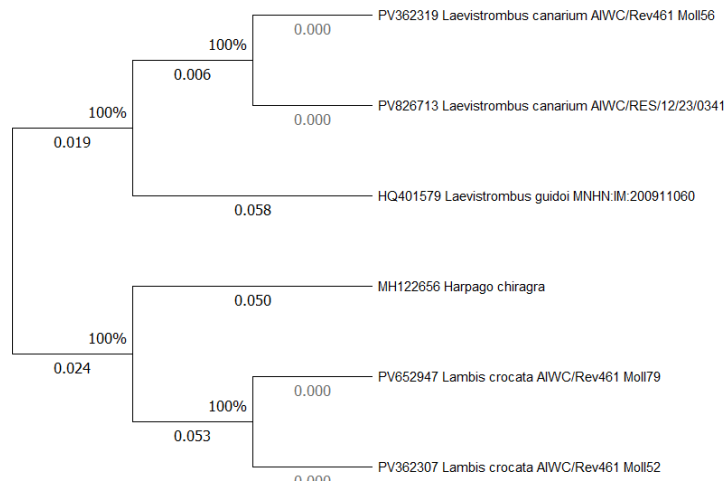 PV362319 Laevistrombus canarium AIWC/Rev461 Moll56
0.000
100%
0.006
PV826713 Laevistrombus canarium AIWC/RES/12/23/0341
0.000
100%
0.019
HQ401579 Laevistrombus guidoi MNHN:IM:200911060
0.058
MH122656 Harpago chiragra
0.050
100%
0.024
PV652947 Lambis crocata AIWC/Rev461 Moll79
0.000
100%
0.053
PV362307 Lambis crocata AIWC/Rev461 Moll52
0.000